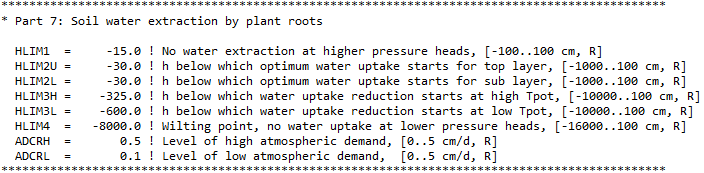 ****************************************************************************************
* Part 7: Soil water extraction by plant roots
HLIM1 = -15.0 ! No water extraction at higher pressure heads, [-100..100 cm, R]
HLIM2U = -30.0 ! h below which optimum water uptake starts for top layer, [-1000..100 cm, R]
HLIM2L = -30.0 ! h below which optimum water uptake starts for sub layer, [-1000..100 cm, R]
HLIM3H = -325.0 ! h below which water uptake reduction starts at high Tpot, [-10000..100 cm, R]
HLIM3L = -600.0 ! h below which water uptake reduction starts at low Tpot, [-10000..100 cm, R]
HLIM4 = -8000.0 ! Wilting point, no water uptake at lower pressure heads, [-16000..100 cm, R]
ADCRH = 0.5 ! Level of high atmospheric demand, [0..5 cm/d, R]
ADCRL = 0.1 ! Level of low atmospheric demand, [0..5 cm/d, R]
****************************************************************************************